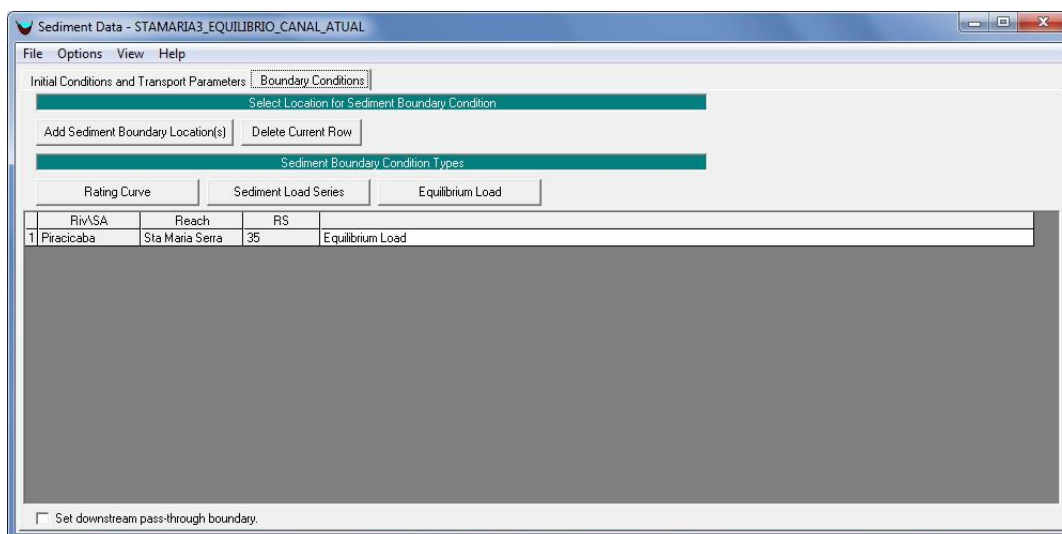 Sediment Data - STAMARIA3_EQUILIBRIO_CANAL_ATUAL
File Options View Help
Initial Conditions and Transport Parameters Boundary Conditions
Select Location for Sediment Boundary Condition
Add Sediment Boundary Location(s) Delete Current Row
Sediment Boundary Condition Types
Rating Curve Sediment Load Series Equilibrium Load
Riv\SA Reach RS
1 Piracicaba Sta Maria Serra 35 Equilibrium Load
Set downstream pass-through boundary.